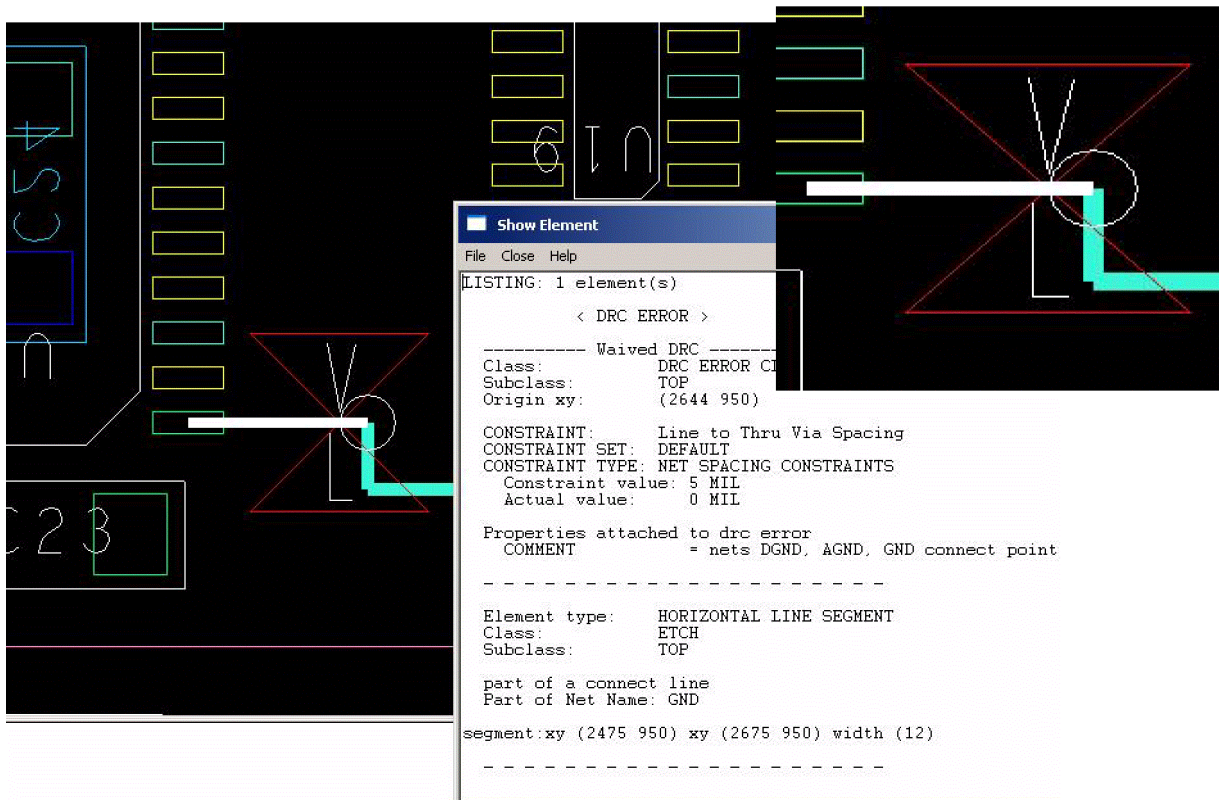 CS4
U
U19
C23
V
L
V
L
Show Element
File Close Help
LISTING: 1 element(s)
< DRC ERROR >
---------- Waived DRC -------
Class: DRC ERROR
Subclass: TOP
Origin xy: (2644 950)
CONSTRAINT: Line to Thru Via Spacing
CONSTRAINT SET: DEFAULT
CONSTRAINT TYPE: NET SPACING CONSTRAINTS
Constraint value: 5 MIL
Actual value: 0 MIL
Properties attached to drc error
COMMENT = nets DGND, AGND, GND connect point
- - - - - - - - - - - - - - - - - - - -
Element type: HORIZONTAL LINE SEGMENT
Class: ETCH
Subclass: TOP
part of a connect line
Part of Net Name: GND
segment:xy (2475 950) xy (2675 950) width (12)
- - - - - - - - - - - - - - - - - - - -